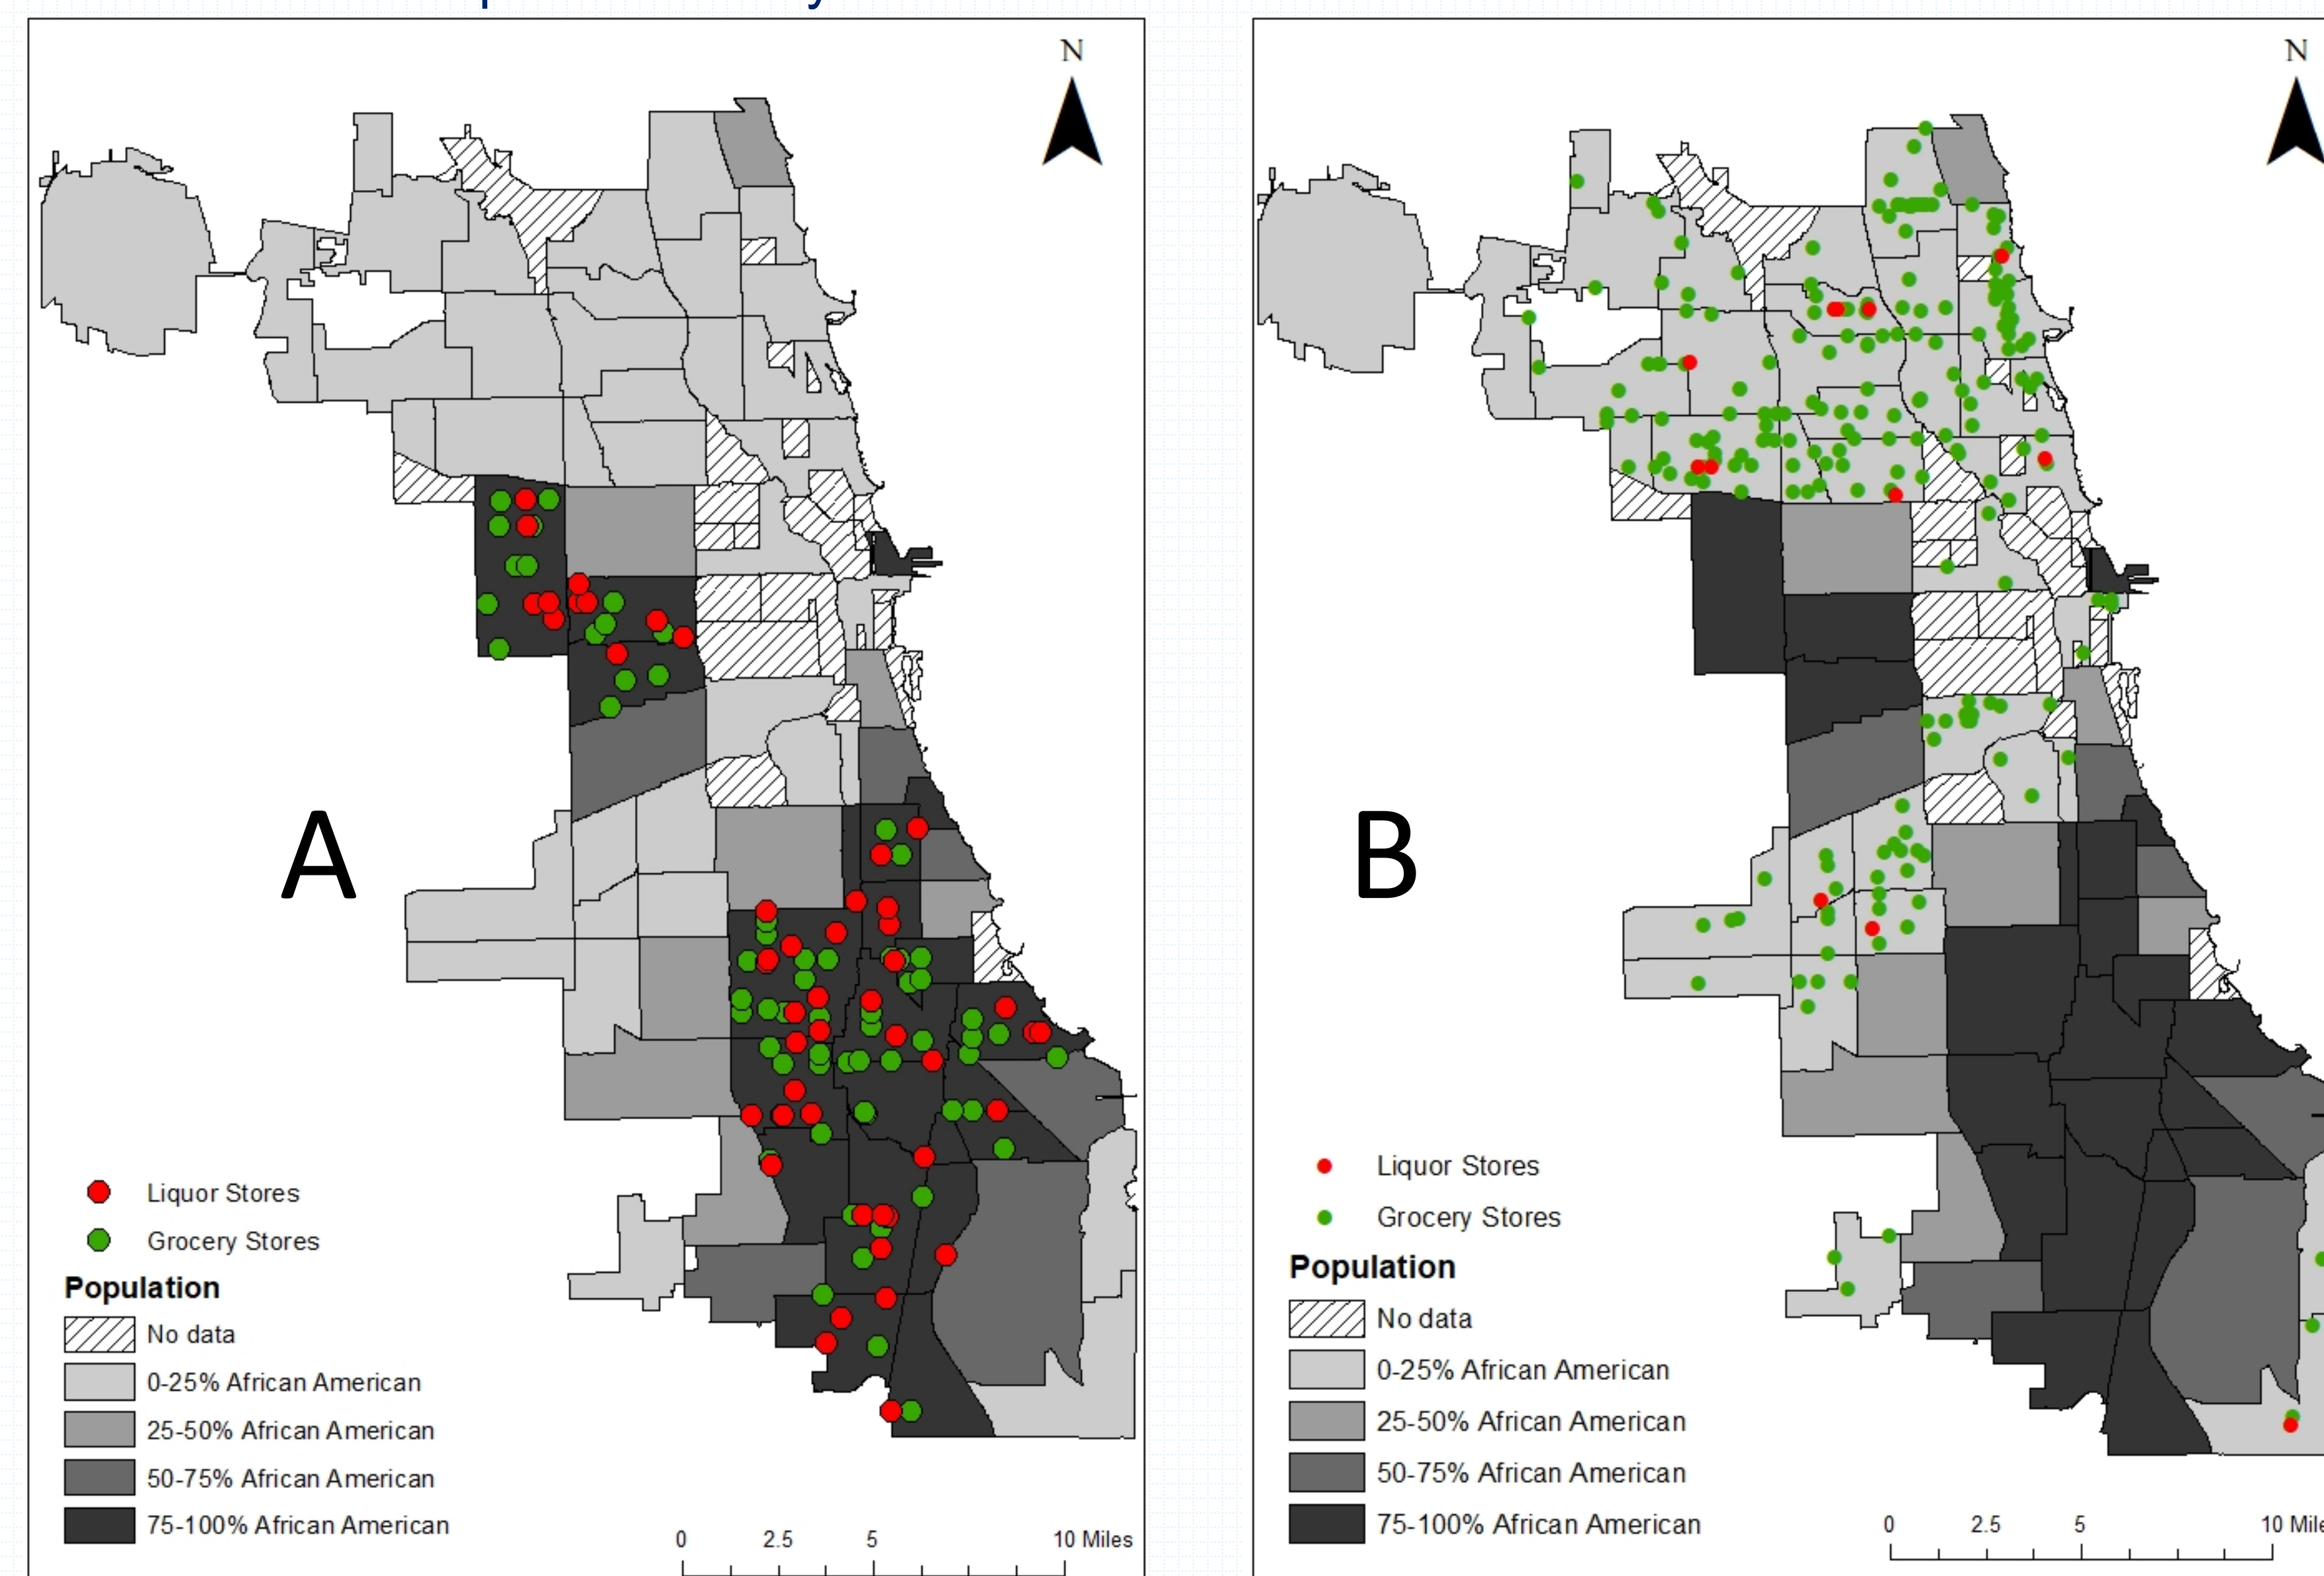 N
A
Liquor Stores
Grocery Stores
Population
No data
0-25% African American
25-50% African American
50-75% African American
75-100% African American
0 2.5 5 10 Miles
N
B
Liquor Stores
Grocery Stores
Population
No data
0-25% African American
25-50% African American
50-75% African American
75-100% African American
0 2.5 5 10 Mile